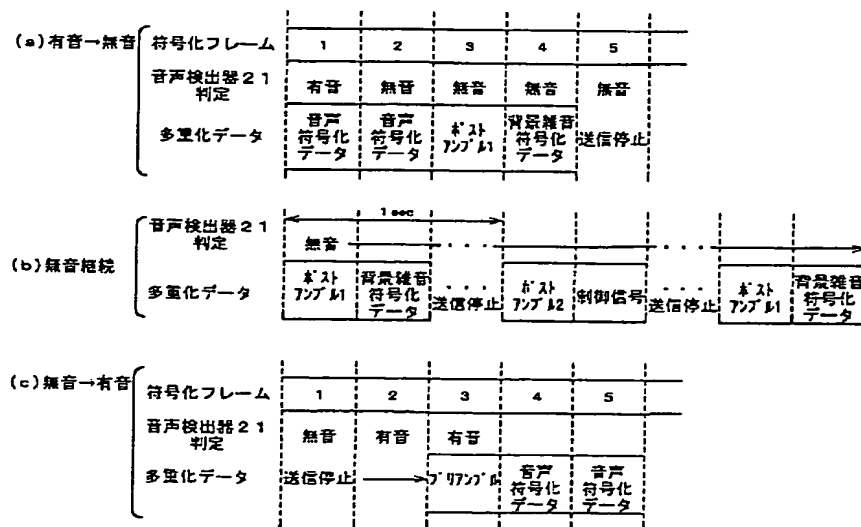 (a)有音→無音
符号化フレーム 1 2 3 4 5
音声検出器21
判定
有音 無音 無音 無音 無音
多重化データ
音声
符号化
データ
音声
符号化
データ
ポスト
アンブル1
背景雑音
符号化
データ
送信停止
(b)無音継続
1sec
音声検出器21
判定
無音 ・・・ ・・・
多重化データ
ポスト
アンブル1
背景雑音
符号化
データ
送信停止
ポスト
アンブル2
制御信号
送信停止
ポスト
アンブル1
背景雑音
符号化
データ
(c)無音→有音
符号化フレーム 1 2 3 4 5
音声検出器21
判定
無音 有音 有音
多重化データ
送信停止
プリアンブル
音声
符号化
データ
音声
符号化
データ